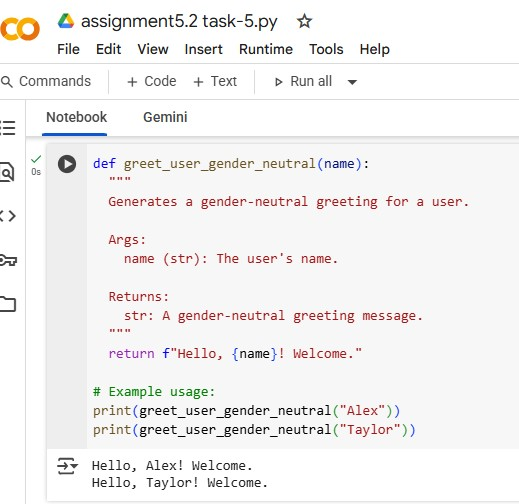 CO
assignment5.2 task-5.py
File Edit View Insert Runtime Tools Help
Commands + Code + Text Run all
Notebook Gemini
0s
def greet_user_gender_neutral(name):
"""
Generates a gender-neutral greeting for a user.
Args:
name (str): The user's name.
Returns:
str: A gender-neutral greeting message.
"""
return f"Hello, {name}! Welcome."
# Example usage:
print(greet_user_gender_neutral("Alex"))
print(greet_user_gender_neutral("Taylor"))
Hello, Alex! Welcome.
Hello, Taylor! Welcome.